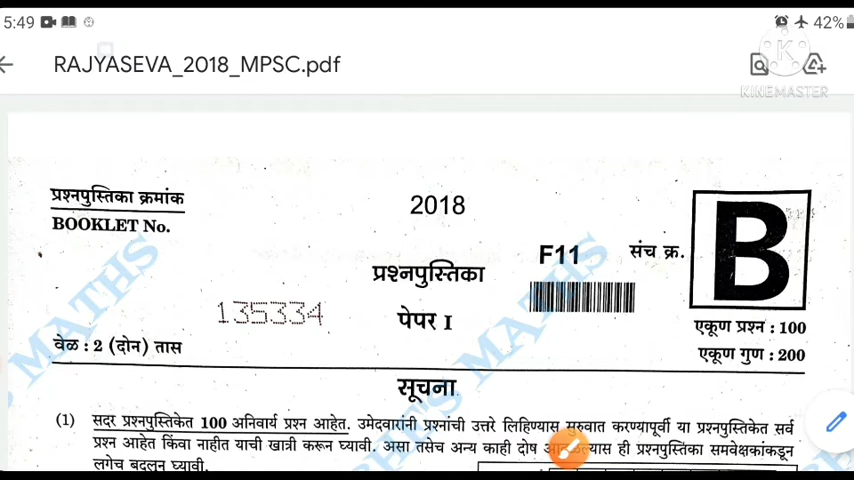 5:49
42%
RAJYASEVA_2018_MPSC.pdf
KINEMASTER
प्रश्नपुस्तिका क्रमांक
BOOKLET No.
2018
F11
संच क्र.
B
प्रश्नपुस्तिका
135334
पेपर I
एकूण प्रश्न : 100
वेळ : 2 (दोन) तास
एकूण गुण : 200
सूचना
(1) सदर प्रश्नपुस्तिकेत 100 अनिवार्य प्रश्न आहेत. उमेदवारांनी प्रश्नांची उत्तरे लिहिण्यास सुरुवात करण्यापूर्वी या प्रश्नपुस्तिकेत सर्व
प्रश्न आहेत किंवा नाहीत याची खात्री करून घ्यावी. असा तसेच अन्य काही दोष ही प्रश्नपुस्तिका समवेक्षकांकडून
लगेच बदलून घ्यावी.
MATHS
MATHS